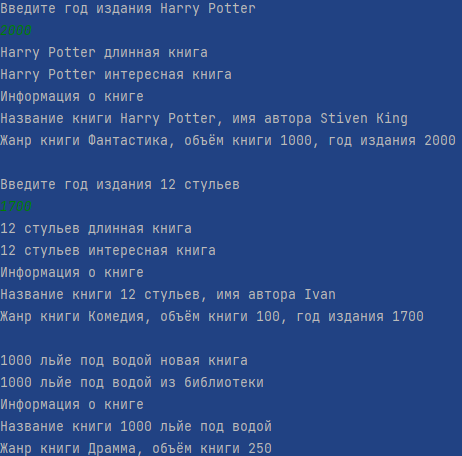 Введите год издания Harry Potter
2000
Harry Potter длинная книга
Harry Potter интересная книга
Информация о книге
Название книги Harry Potter, имя автора Stiven King
Жанр книги Фантастика, объём книги 1000, год издания 2000
Введите год издания 12 стульев
1700
12 стульев длинная книга
12 стульев интересная книга
Информация о книге
Название книги 12 стульев, имя автора Ivan
Жанр книги Комедия, объём книги 100, год издания 1700
1000 льйе под водой новая книга
1000 льйе под водой из библиотеки
Информация о книге
Название книги 1000 льйе под водой
Жанр книги Драмма, объём книги 250